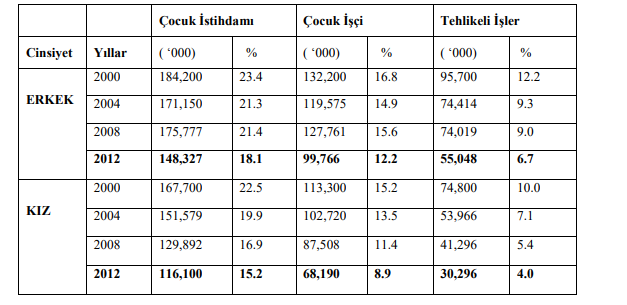 Çocuk İstihdamı Çocuk İşçi Tehlikeli İşler
Cinsiyet Yıllar ( ‘000) % ( ‘000) % ( ‘000) %
ERKEK 2000 184,200 23.4 132,200 16.8 95,700 12.2
2004 171,150 21.3 119,575 14.9 74,414 9.3
2008 175,777 21.4 127,761 15.6 74,019 9.0
2012 148,327 18.1 99,766 12.2 55,048 6.7
KIZ 2000 167,700 22.5 113,300 15.2 74,800 10.0
2004 151,579 19.9 102,720 13.5 53,966 7.1
2008 129,892 16.9 87,508 11.4 41,296 5.4
2012 116,100 15.2 68,190 8.9 30,296 4.0